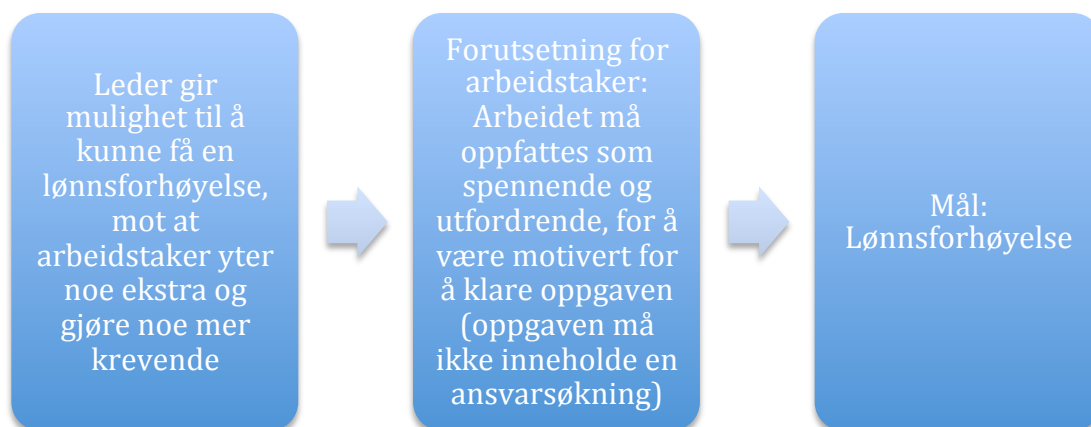 Leder gir
mulighet til å
kunne få en
lønnsforhøyelse,
mot at
arbeidstaker yter
noe ekstra og
gjøre noe mer
krevende
Forutsetning for
arbeidstaker:
Arbeidet må
oppfattes som
spennende og
utfordrende, for å
være motivert for
å klare oppgaven
(oppgaven må
ikke inneholde en
ansvarsøkning)
Mål:
Lønnsforhøyelse